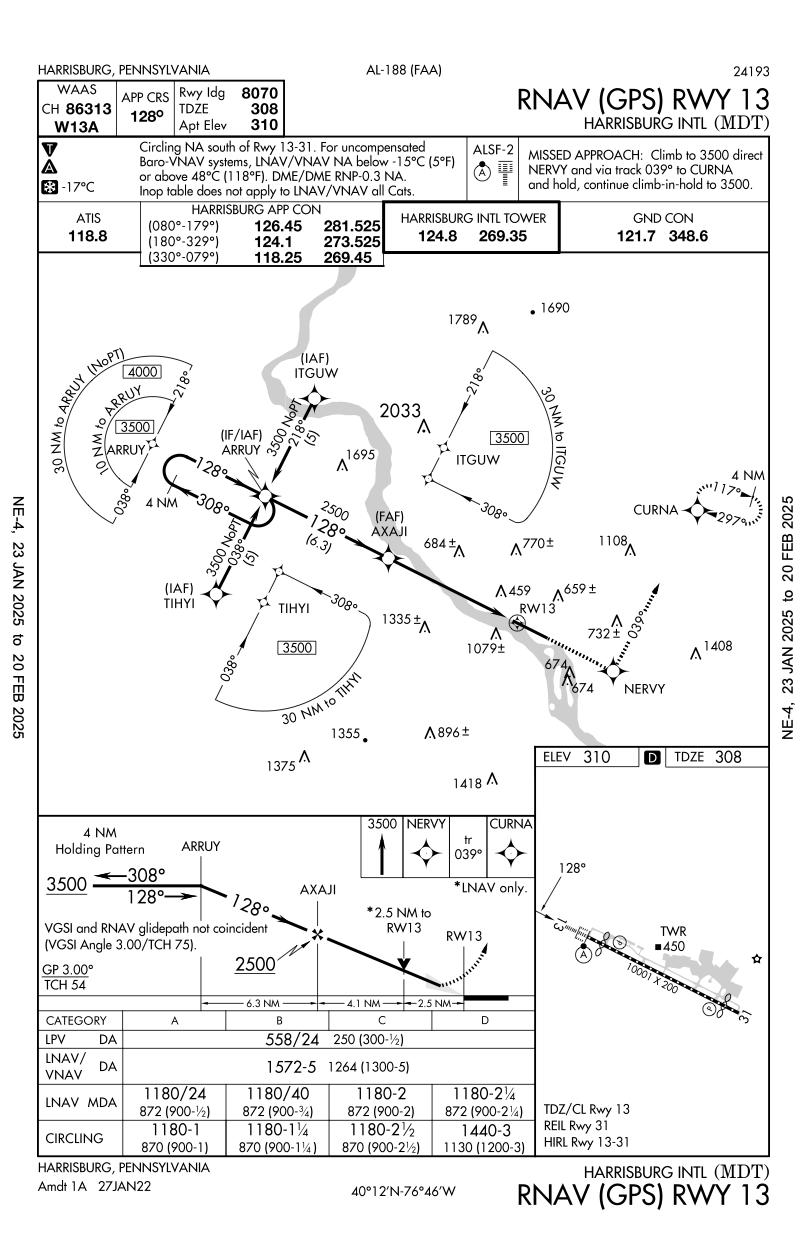 HARRISBURG, PENNSYLVANIA
AL-188 (FAA)
24193
WAAS
CH 86313
W13A
APP CRS
128°
Rwy Idg 8070
TDZE 308
Apt Elev 310
RNAV (GPS) RWY 13
HARRISBURG INTL (MDT)
T
A
-17°C
Circling NA south of Rwy 13-31. For uncompensated
Baro-VNAV systems, LNAV/VNAV NA below -15°C (5°F)
or above 48°C (118°F). DME/DME RNP-0.3 NA.
Inop table does not apply to LNAV/VNAV all Cats.
ALSF-2
A
MISSED APPROACH: Climb to 3500 direct
NERVY and via track 039° to CURNA
and hold, continue climb-in-hold to 3500.
ATIS
118.8
HARRISBURG APP CON
(080°-179°) 126.45 281.525
(180°-329°) 124.1 273.525
(330°-079°) 118.25 269.45
HARRISBURG INTL TOWER
124.8 269.35
GND CON
121.7 348.6
1789
1690
30 NM to ARRUY (NoPT)
4000
218°
10 NM to ARRUY
3500
ARRUY
038°
(IAF)
ITGUW
3500 NoPT
218°
(5)
2033
218°
30 NM to ITGUW
3500
ITGUW
308°
(IF/IAF)
ARRUY
1695
128°
308°
4 NM
4 NM
117°
297°
CURNA
2500
128°
(6.3)
(FAF)
AXAJI
3500 NoPT
038°
(5)
(IAF)
TIHYI
684±
770±
1108
TIHYI
308°
038°
3500
30 NM to TIHYI
459
659±
RW13
1335±
1079±
732±
039°
1408
674
674
NERVY
1355
896±
1375
1418
ELEV 310
D
TDZE 308
128°
13
A
TWR
450
10001 X 200
P
P
31
TDZ/CL Rwy 13
REIL Rwy 31
HIRL Rwy 13-31
4 NM
Holding Pattern
ARRUY
3500
308°
128°
128°
AXAJI
2500
VGSI and RNAV glidepath not coincident
(VGSI Angle 3.00/TCH 75).
GP 3.00°
TCH 54
3500
NERVY
tr
039°
CURNA
*LNAV only.
*2.5 NM to
RW13
RW13
6.3 NM
4.1 NM
2.5 NM
CATEGORY A B C D
LPV DA 558/24 250 (300-½)
LNAV/
VNAV DA 1572-5 1264 (1300-5)
LNAV MDA 1180/24 1180/40 1180-2 1180-2¼
872 (900-½) 872 (900-¾) 872 (900-2) 872 (900-2¼)
CIRCLING 1180-1 1180-1¼ 1180-2½ 1440-3
870 (900-1) 870 (900-1¼) 870 (900-2½) 1130 (1200-3)
HARRISBURG, PENNSYLVANIA
Amdt 1A 27JAN22
40°12'N-76°46'W
HARRISBURG INTL (MDT)
RNAV (GPS) RWY 13
NE-4, 23 JAN 2025 to 20 FEB 2025
NE-4, 23 JAN 2025 to 20 FEB 2025